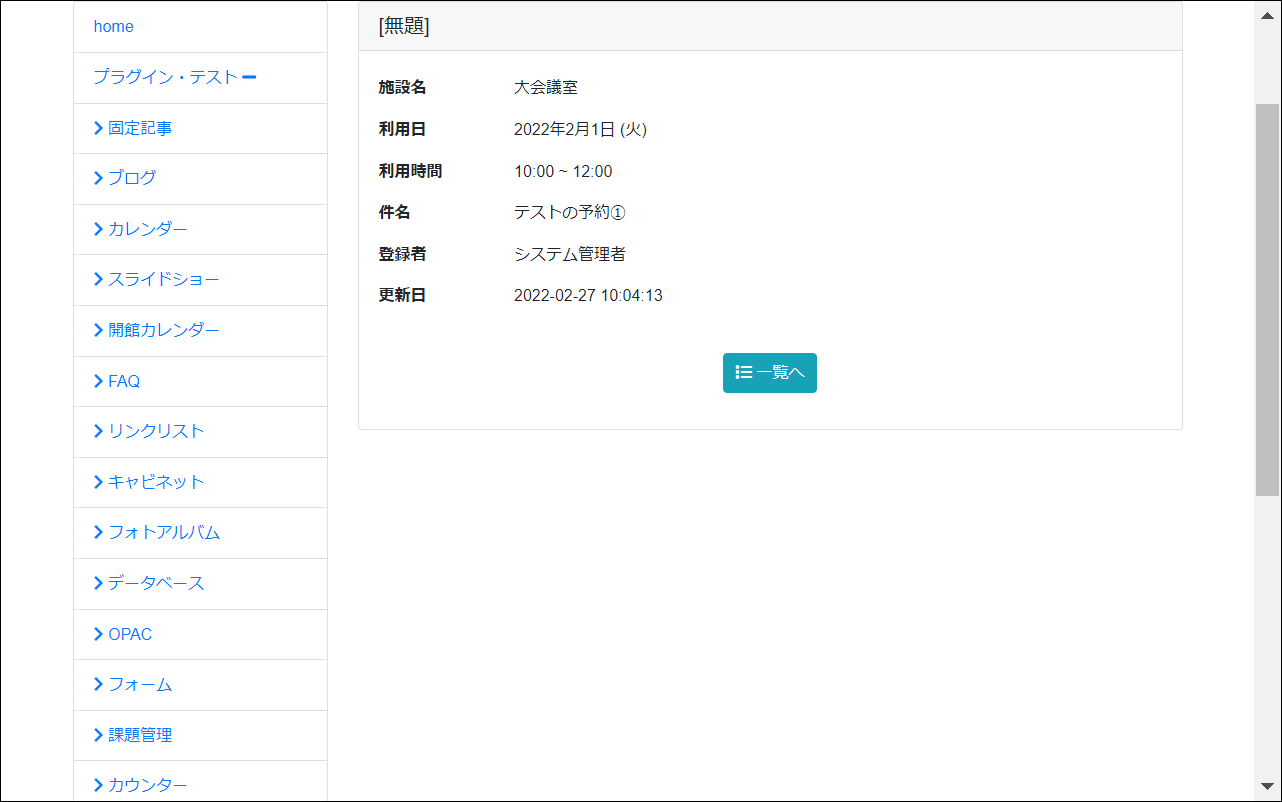 home
プラグイン・テスト
固定記事
ブログ
カレンダー
スライドショー
開館カレンダー
FAQ
リンクリスト
キャビネット
フォトアルバム
データベース
OPAC
フォーム
課題管理
カウンター
[無題]
施設名 大会議室
利用日 2022年2月1日 (火)
利用時間 10:00 ~ 12:00
件名 テストの予約①
登録者 システム管理者
更新日 2022-02-27 10:04:13
一覧へ